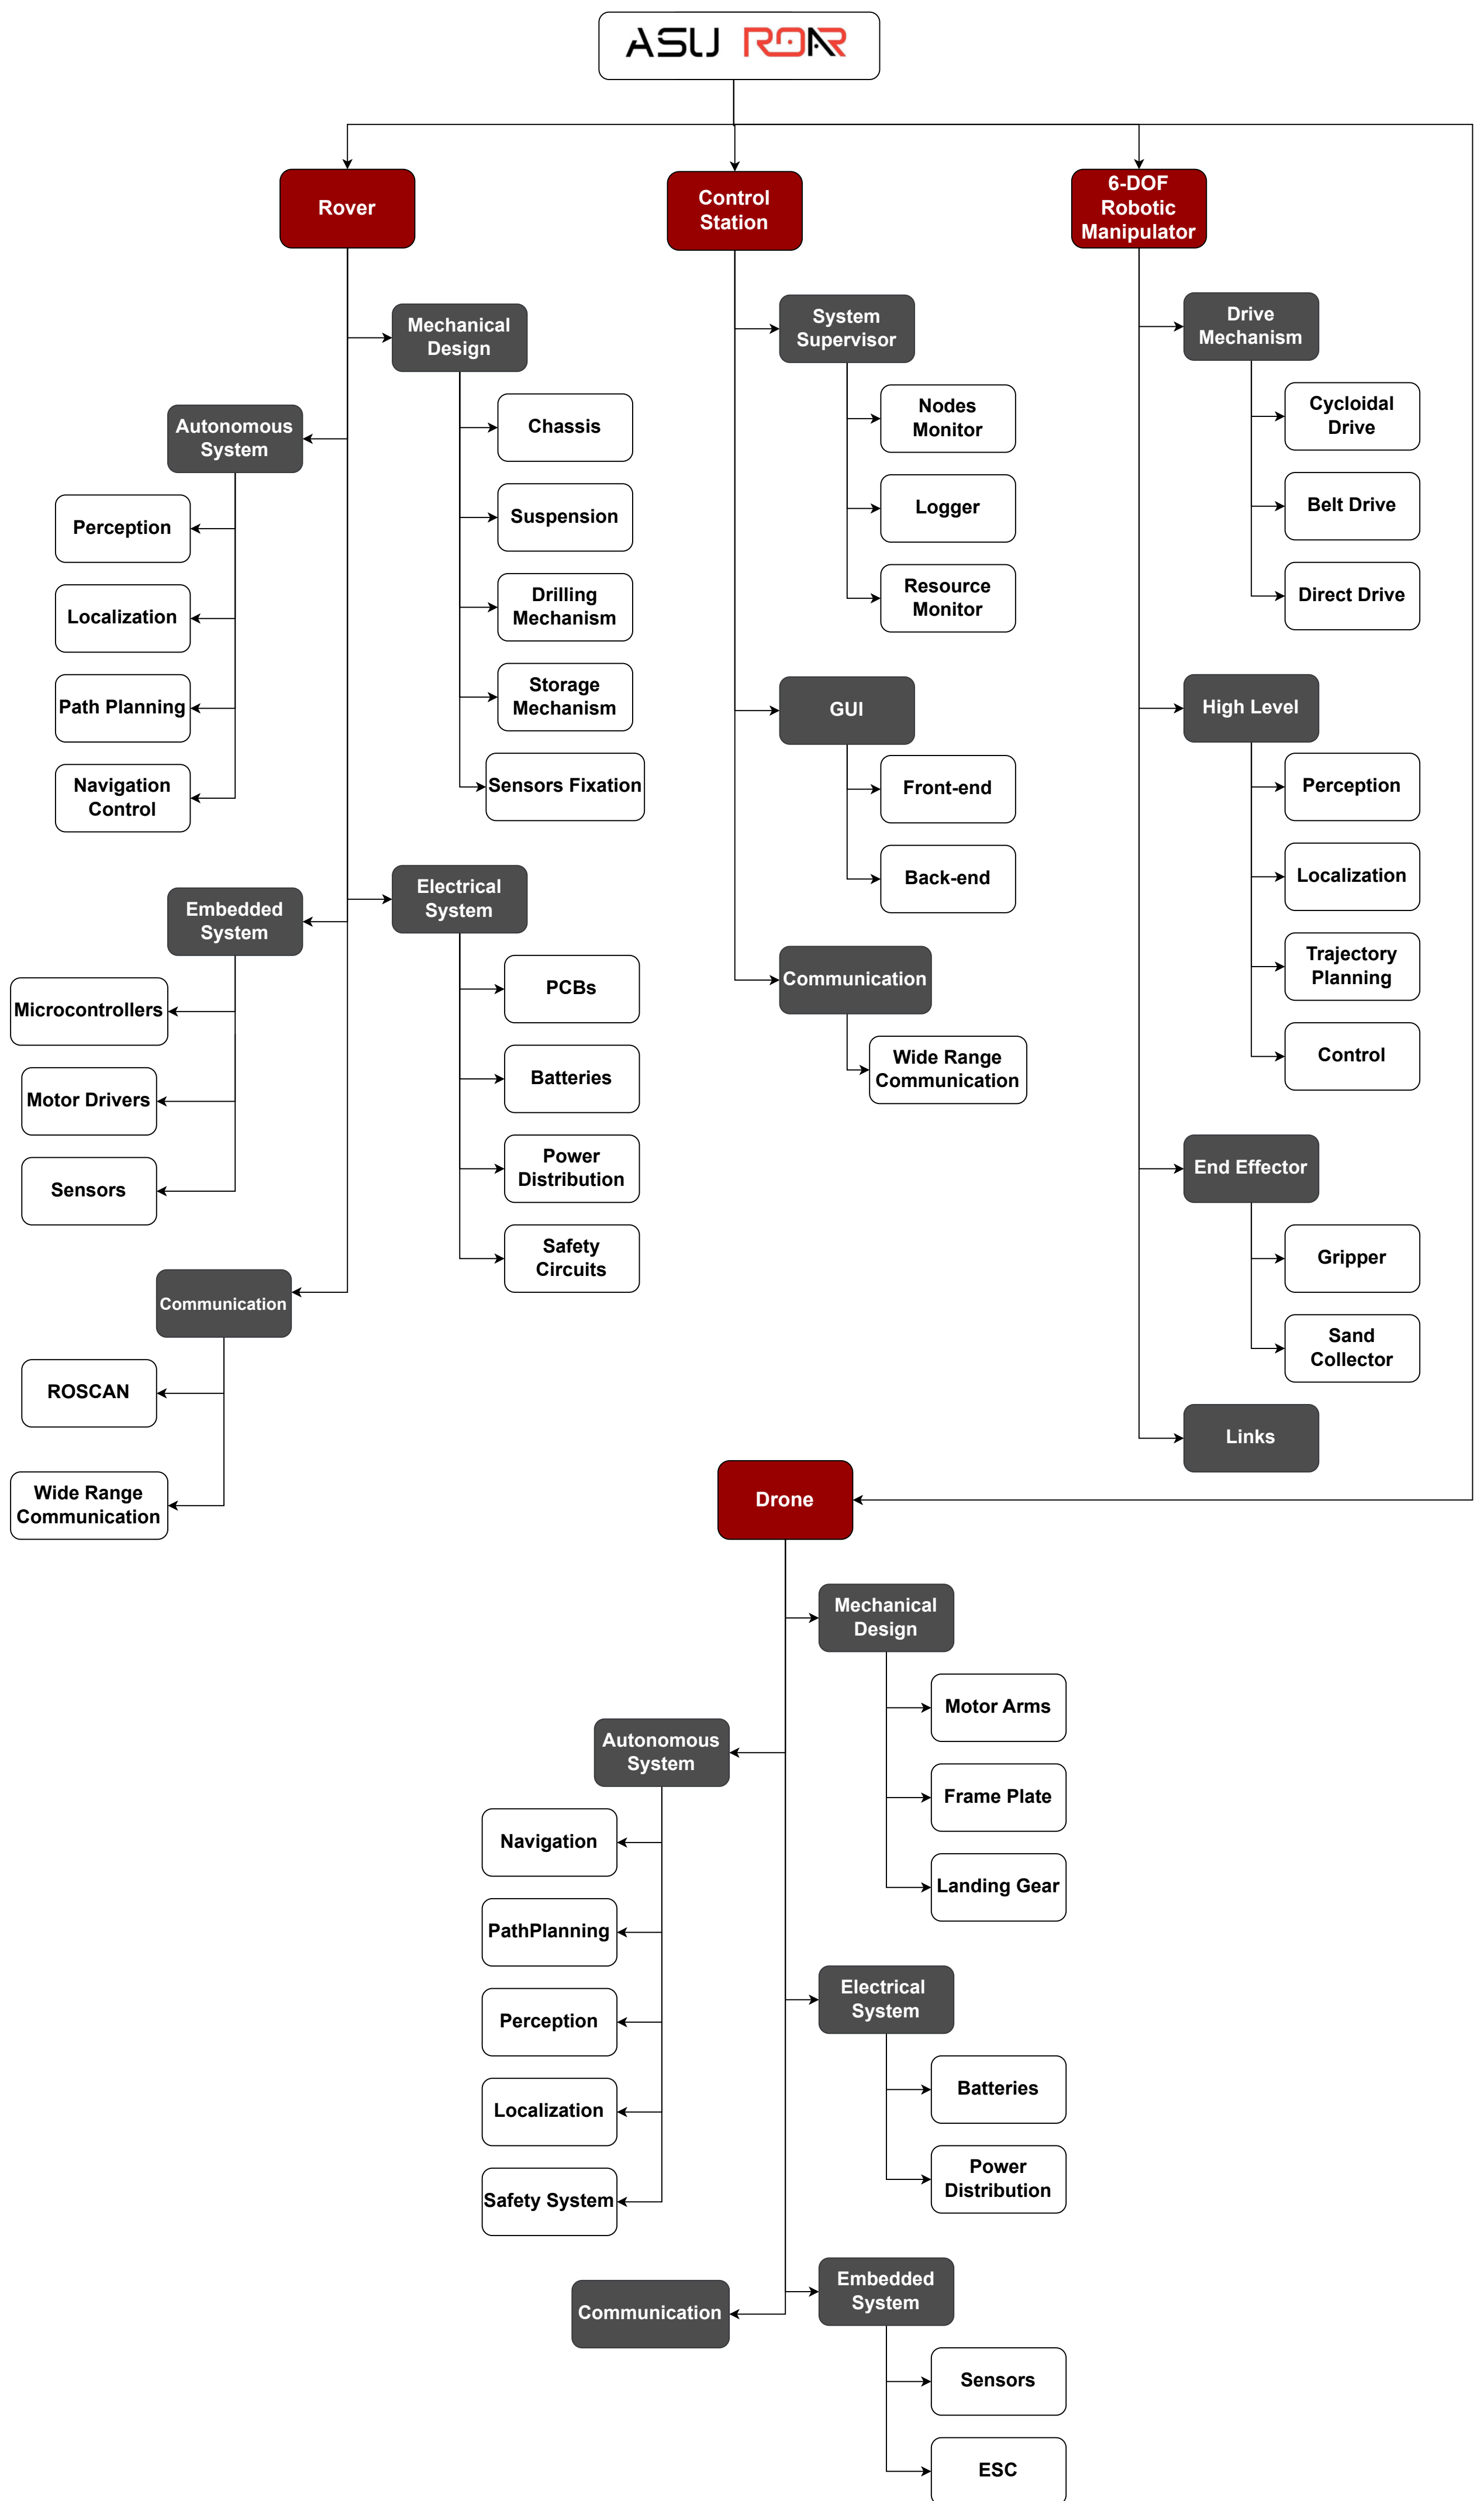 ASU ROAR
Rover
Mechanical
Design
Chassis
Suspension
Drilling
Mechanism
Storage
Mechanism
Sensors Fixation
Autonomous
System
Perception
Localization
Path Planning
Navigation
Control
Electrical
System
PCBs
Batteries
Power
Distribution
Safety
Circuits
Embedded
System
Microcontrollers
Motor Drivers
Sensors
Communication
ROSCAN
Wide Range
Communication
Control
Station
System
Supervisor
Nodes
Monitor
Logger
Resource
Monitor
GUI
Front-end
Back-end
Communication
Wide Range
Communication
6-DOF
Robotic
Manipulator
Drive
Mechanism
Cycloidal
Drive
Belt Drive
Direct Drive
High Level
Perception
Localization
Trajectory
Planning
Control
End Effector
Gripper
Sand
Collector
Links
Drone
Mechanical
Design
Motor Arms
Frame Plate
Landing Gear
Autonomous
System
Navigation
PathPlanning
Perception
Localization
Safety System
Electrical
System
Batteries
Power
Distribution
Embedded
System
Sensors
ESC
Communication